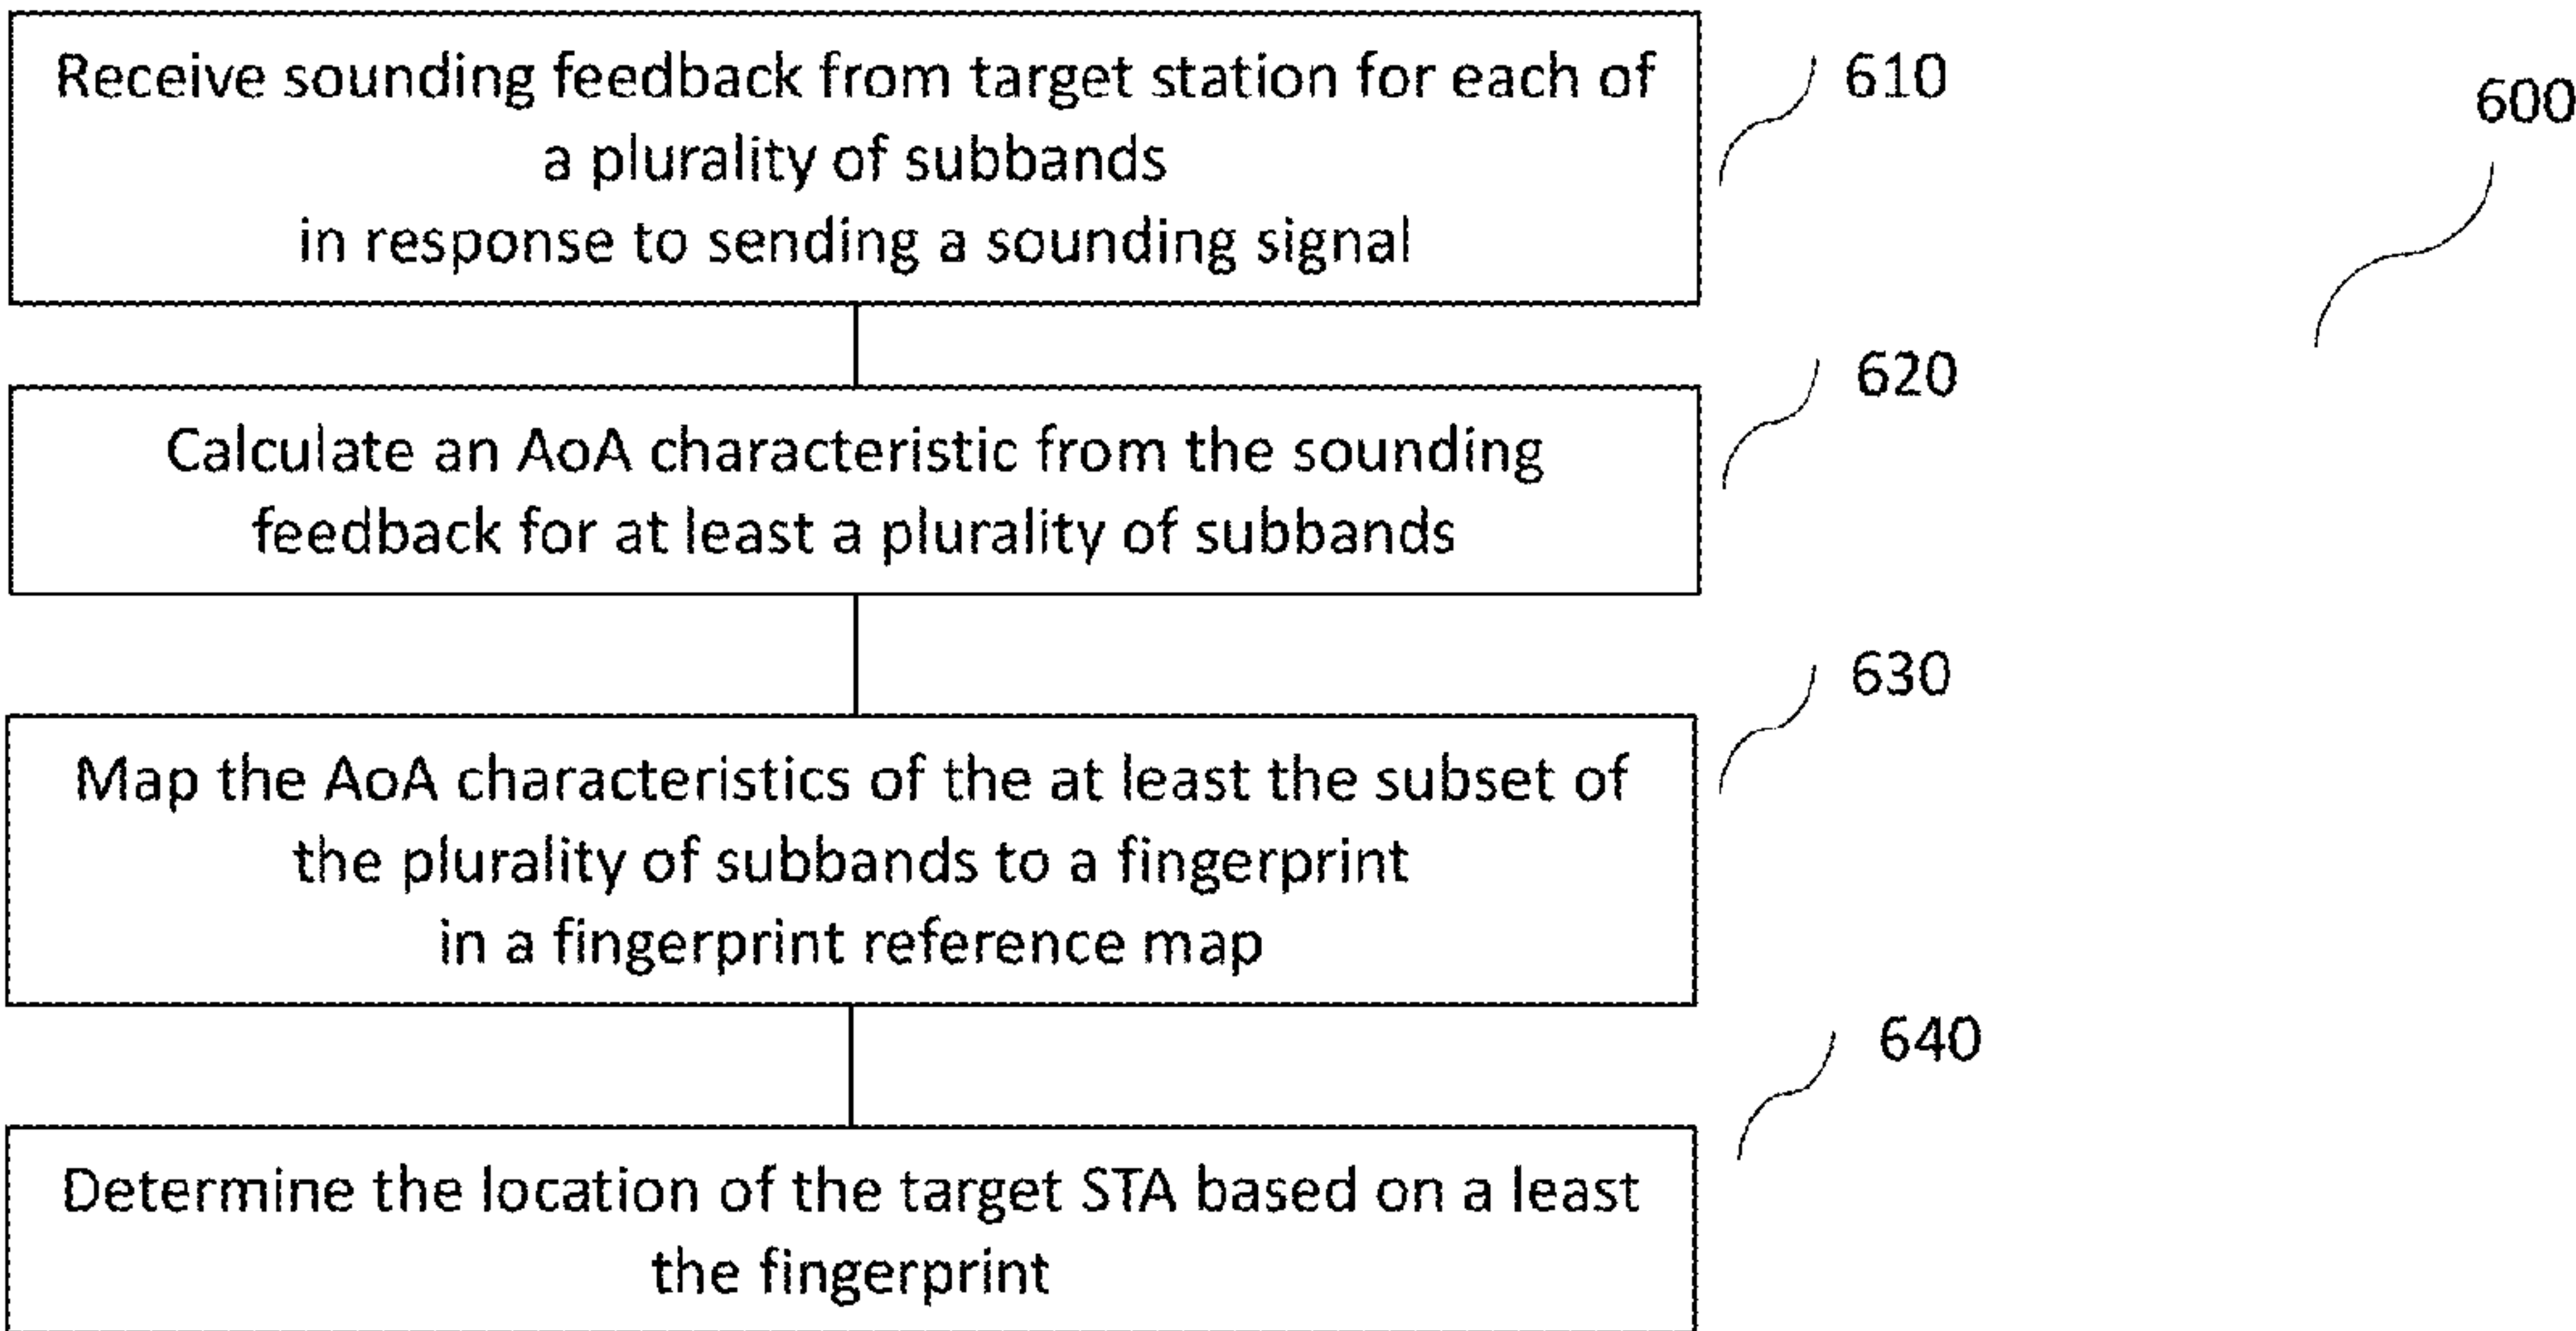 Receive sounding feedback from target station for each of
a plurality of subbands
in response to sending a sounding signal
610
600
Calculate an AoA characteristic from the sounding
feedback for at least a plurality of subbands
620
Map the AoA characteristics of the at least the subset of
the plurality of subbands to a fingerprint
in a fingerprint reference map
630
Determine the location of the target STA based on a least
the fingerprint
640